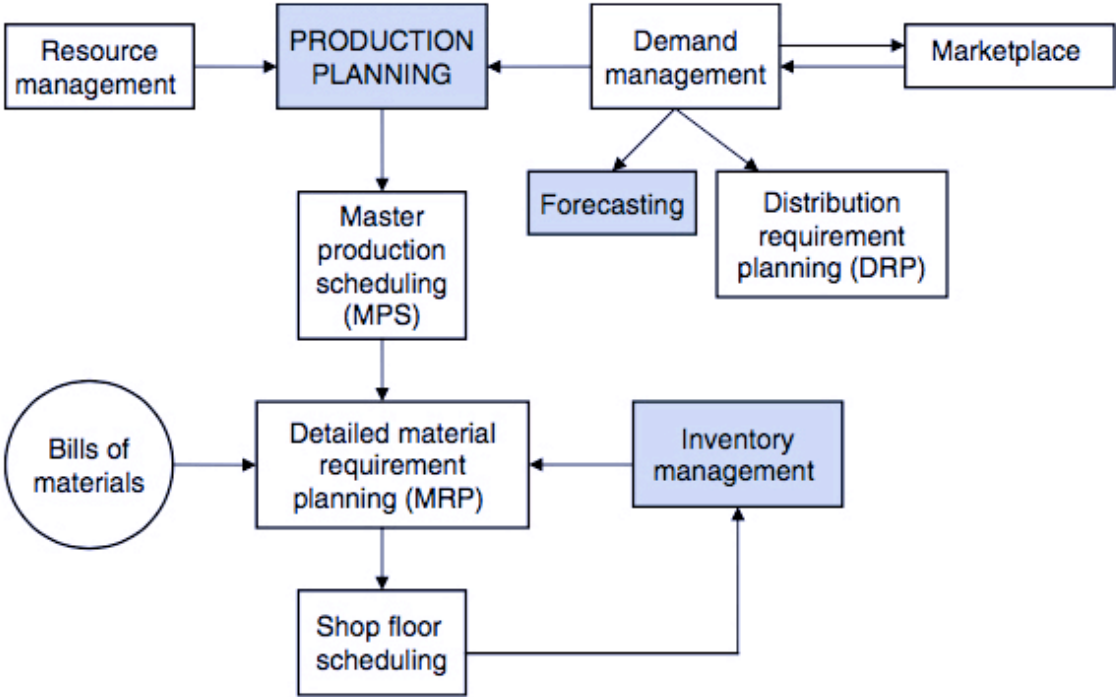 Resource
management
PRODUCTION
PLANNING
Demand
management
Marketplace
Forecasting
Distribution
requirement
planning (DRP)
Master
production
scheduling
(MPS)
Bills of
materials
Detailed material
requirement
planning (MRP)
Inventory
management
Shop floor
scheduling